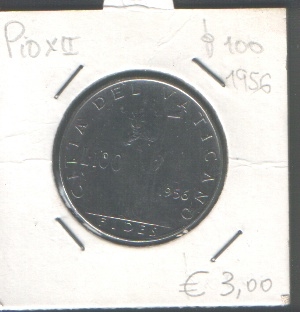 Pio XII
£ 100
1956
CITTA' DEL VATICANO
L.100
1956
FIDES
€ 3,00